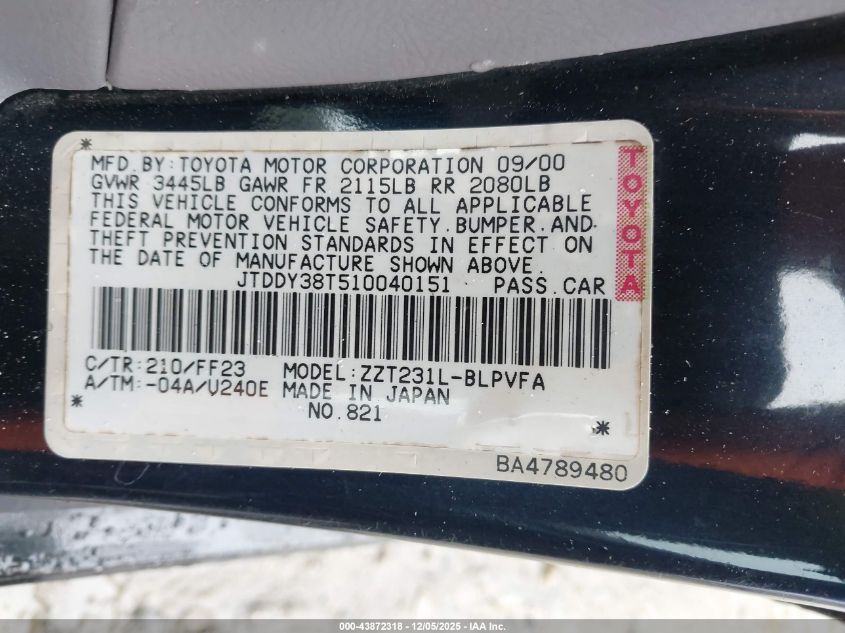 *
MFD.BY:TOYOTA MOTOR CORPORATION 09/00
GVWR 3445LB GAWR FR 2115LB RR 2080LB
THIS VEHICLE CONFORMS TO ALL APPLICABLE
FEDERAL MOTOR VEHICLE SAFETY.BUMPER.AND
THEFT PREVENTION STANDARDS IN EFFECT ON
THE DATE OF MANUFACTURE SHOWN ABOVE.
JTDDY38T510040151 PASS.CAR
TOYOTA
C/TR:210/FF23 MODEL:ZZT231L-BLPVFA
A/TM:-04A/U240E MADE IN JAPAN
* NO.821 *
BA4789480
000-43872318 - 12/05/2025 - IAA Inc.